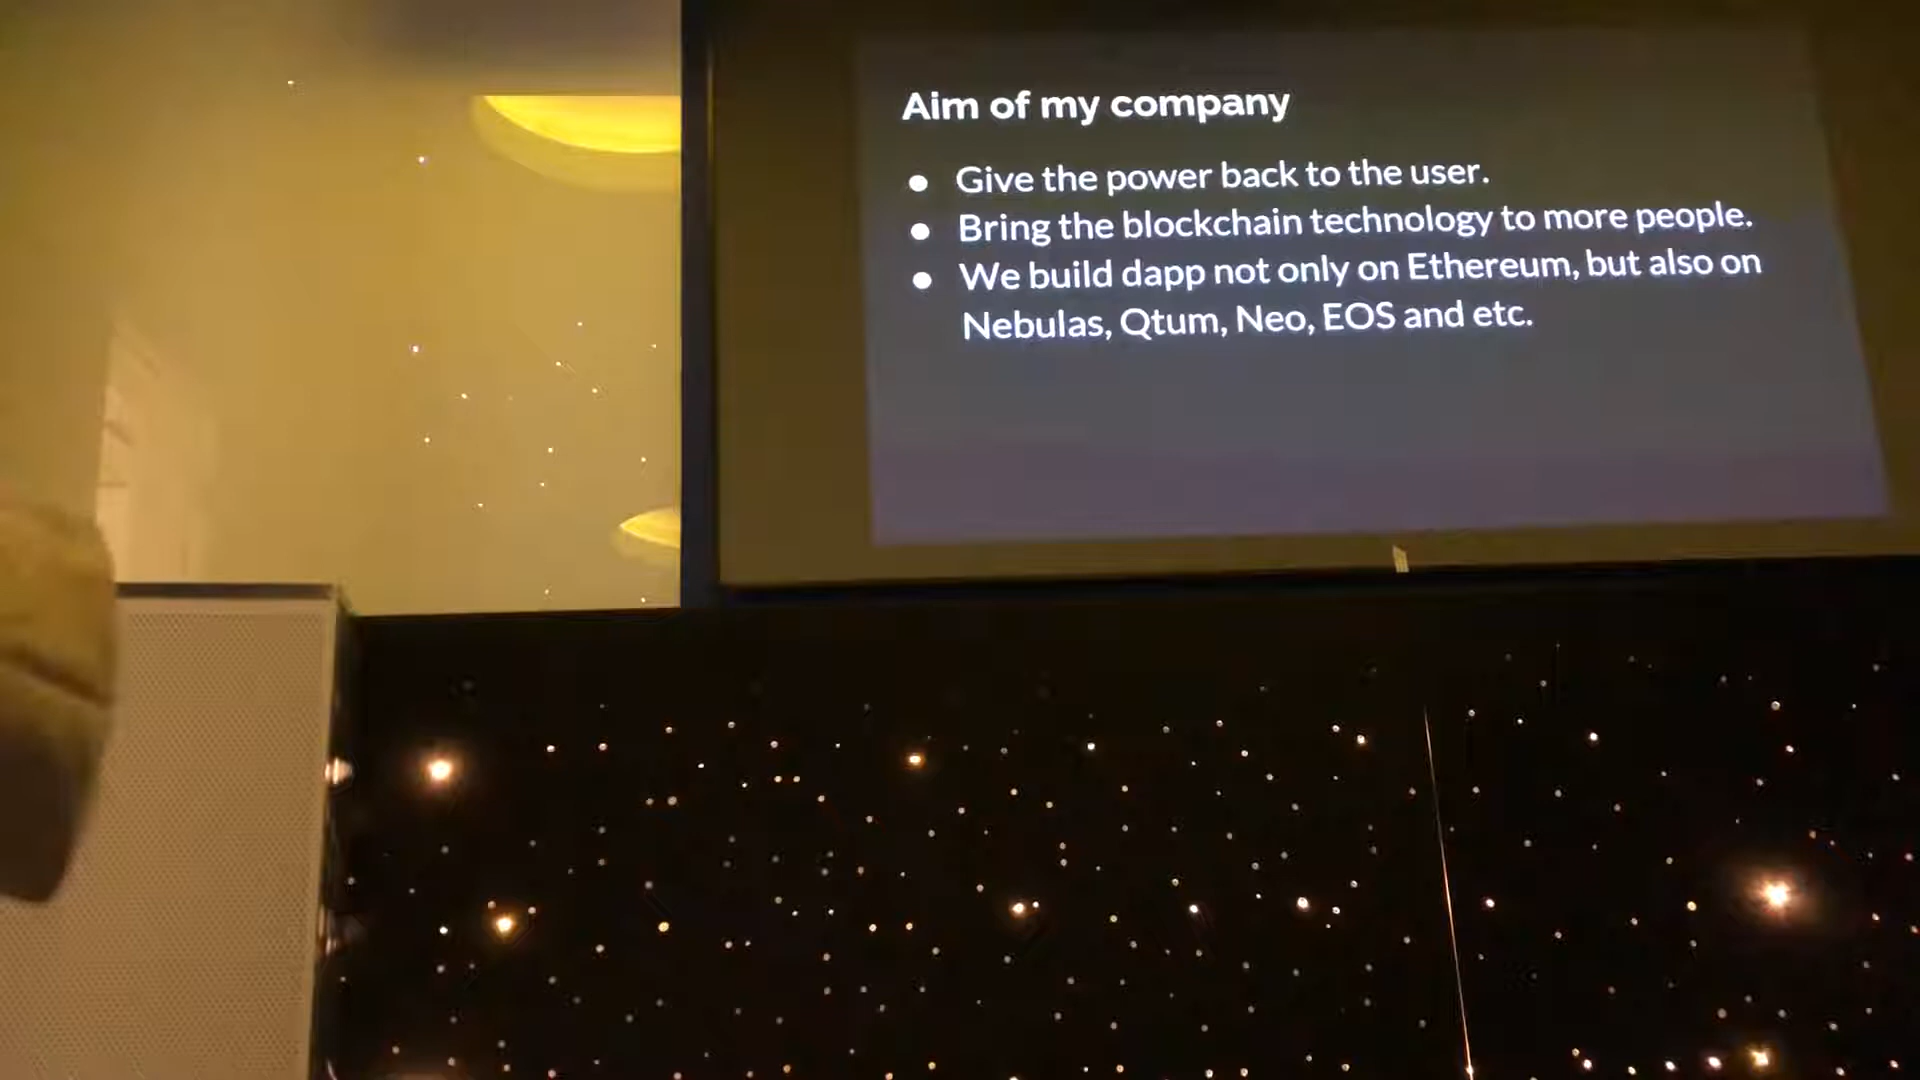 Aim of my company
● Give the power back to the user.
● Bring the blockchain technology to more people.
● We build dapp not only on Ethereum, but also on
Nebulas, Qtum, Neo, EOS and etc.